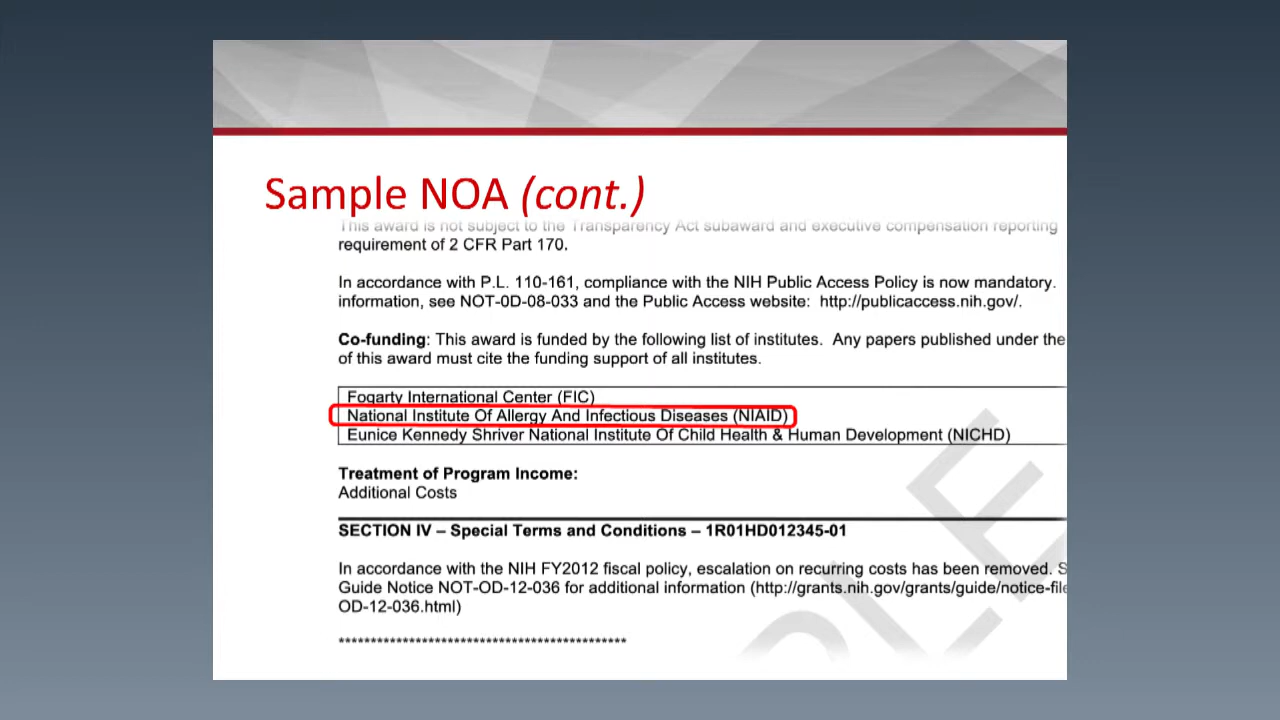 Sample NOA (cont.)
This award is not subject to the Transparency Act subaward and executive compensation reporting
requirement of 2 CFR Part 170.
In accordance with P.L. 110-161, compliance with the NIH Public Access Policy is now mandatory.
information, see NOT-0D-08-033 and the Public Access website: http://publicaccess.nih.gov/.
Co-funding: This award is funded by the following list of institutes. Any papers published under the
of this award must cite the funding support of all institutes.
Fogarty International Center (FIC)
National Institute Of Allergy And Infectious Diseases (NIAID)
Eunice Kennedy Shriver National Institute Of Child Health & Human Development (NICHD)
Treatment of Program Income:
Additional Costs
SECTION IV – Special Terms and Conditions – 1R01HD012345-01
In accordance with the NIH FY2012 fiscal policy, escalation on recurring costs has been removed. S
Guide Notice NOT-OD-12-036 for additional information (http://grants.nih.gov/grants/guide/notice-file
OD-12-036.html)
*********************************************
PLE